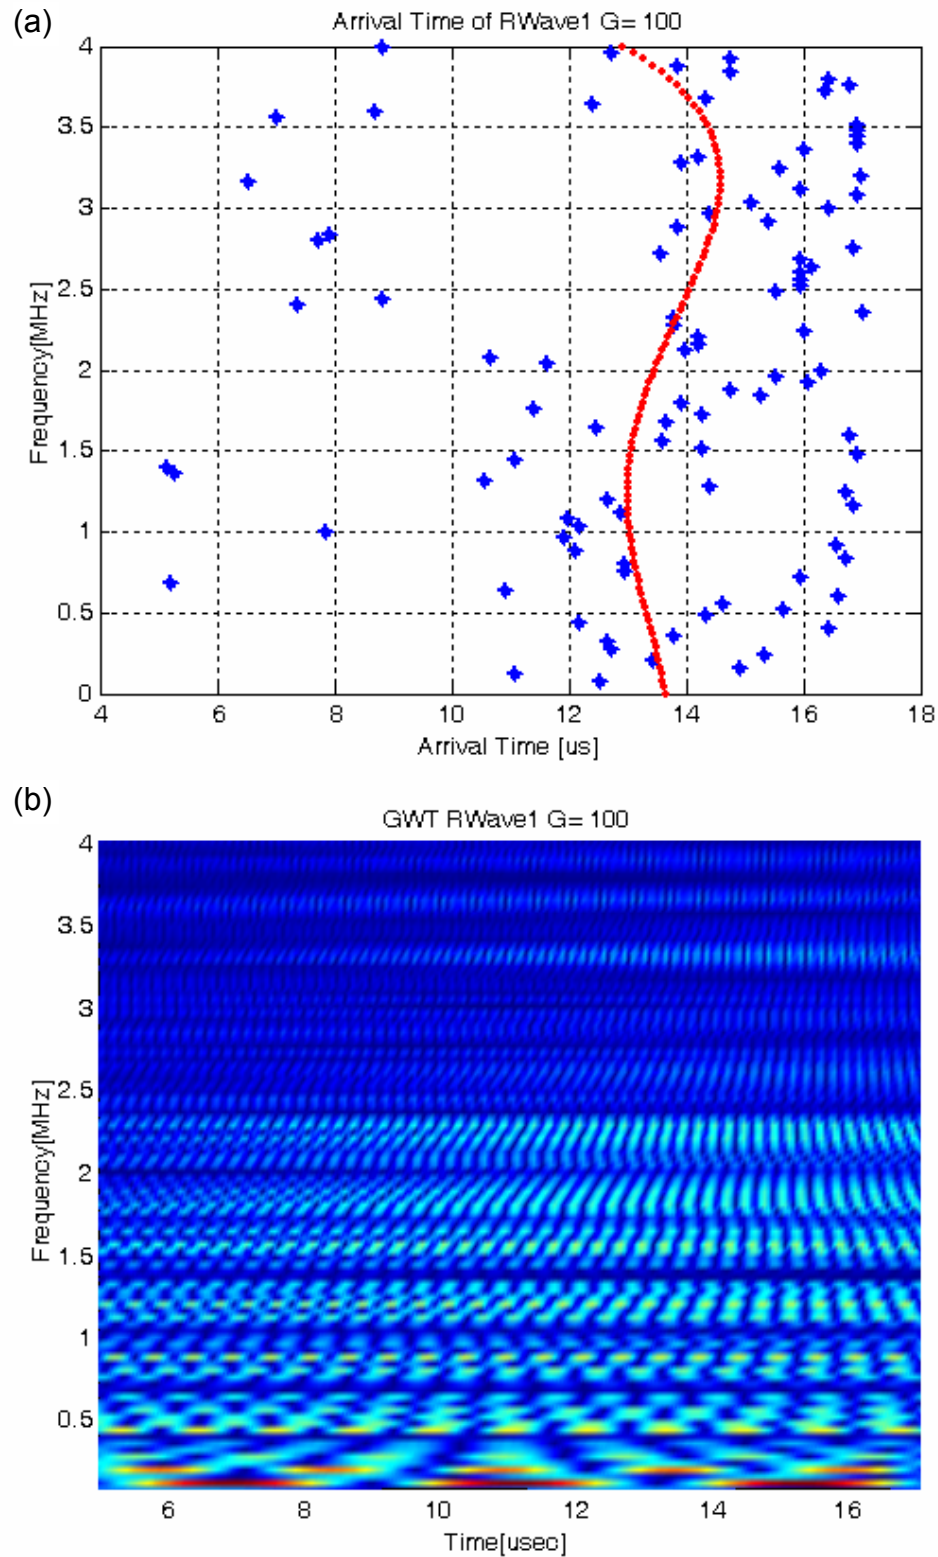 (a)
Arrival Time of RWave1 G= 100
4
3.5
3
2.5
2
1.5
1
0.5
0
Frequency[MHz]
4 6 8 10 12 14 16 18
Arrival Time [us]
(b)
GWT RWave1 G= 100
4
3.5
3
2.5
2
1.5
1
0.5
Frequency[MHz]
6 8 10 12 14 16
Time[usec]